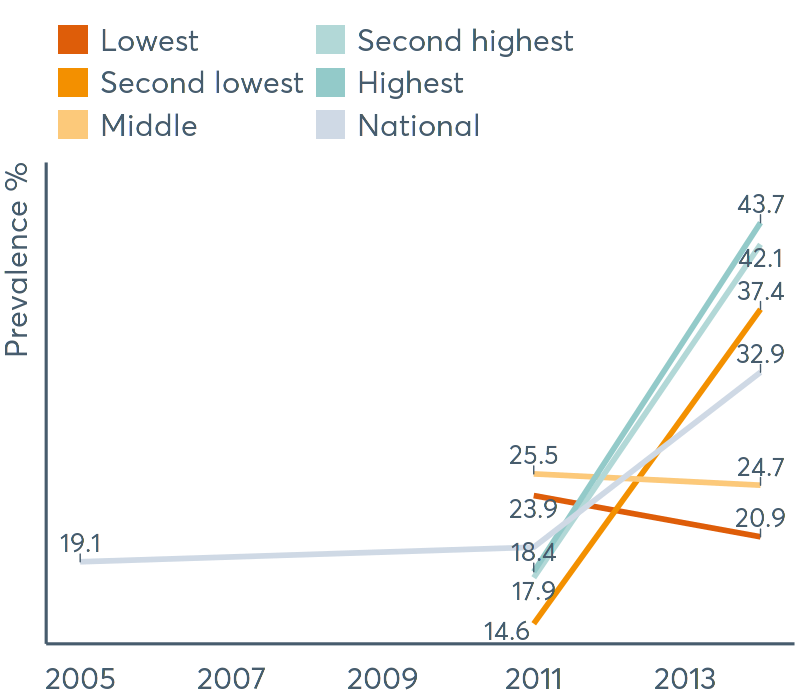 Lowest
Second highest
Second lowest
Highest
Middle
National
Prevalence %
43.7
42.1
37.4
32.9
25.5
24.7
23.9
20.9
19.1
18.4
17.9
14.6
2005 2007 2009 2011 2013